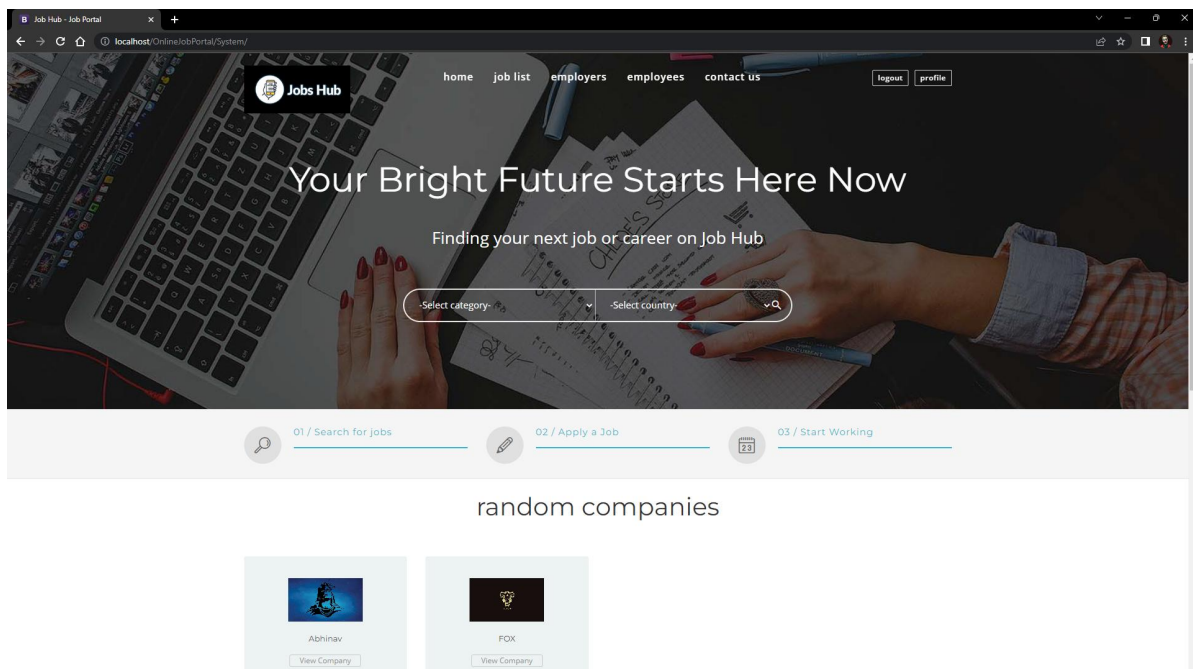 Job Hub - Job Portal
localhost/OnlineJobPortal/System/
Jobs Hub
home job list employers employees contact us
logout profile
Your Bright Future Starts Here Now
Finding your next job or career on Job Hub
-Select category- -Select country-
01 / Search for jobs 02 / Apply a Job 03 / Start Working
23
random companies
Abhinav FOX
View Company View Company